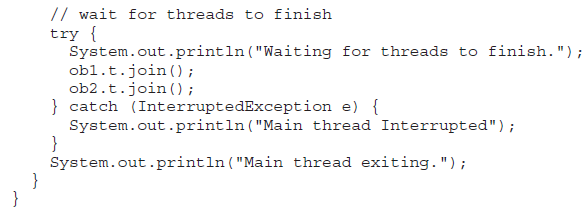 // wait for threads to finish
try {
System.out.println("Waiting for threads to finish.");
ob1.t.join();
ob2.t.join();
} catch (InterruptedException e) {
System.out.println("Main thread Interrupted");
}
System.out.println("Main thread exiting.");
}
}